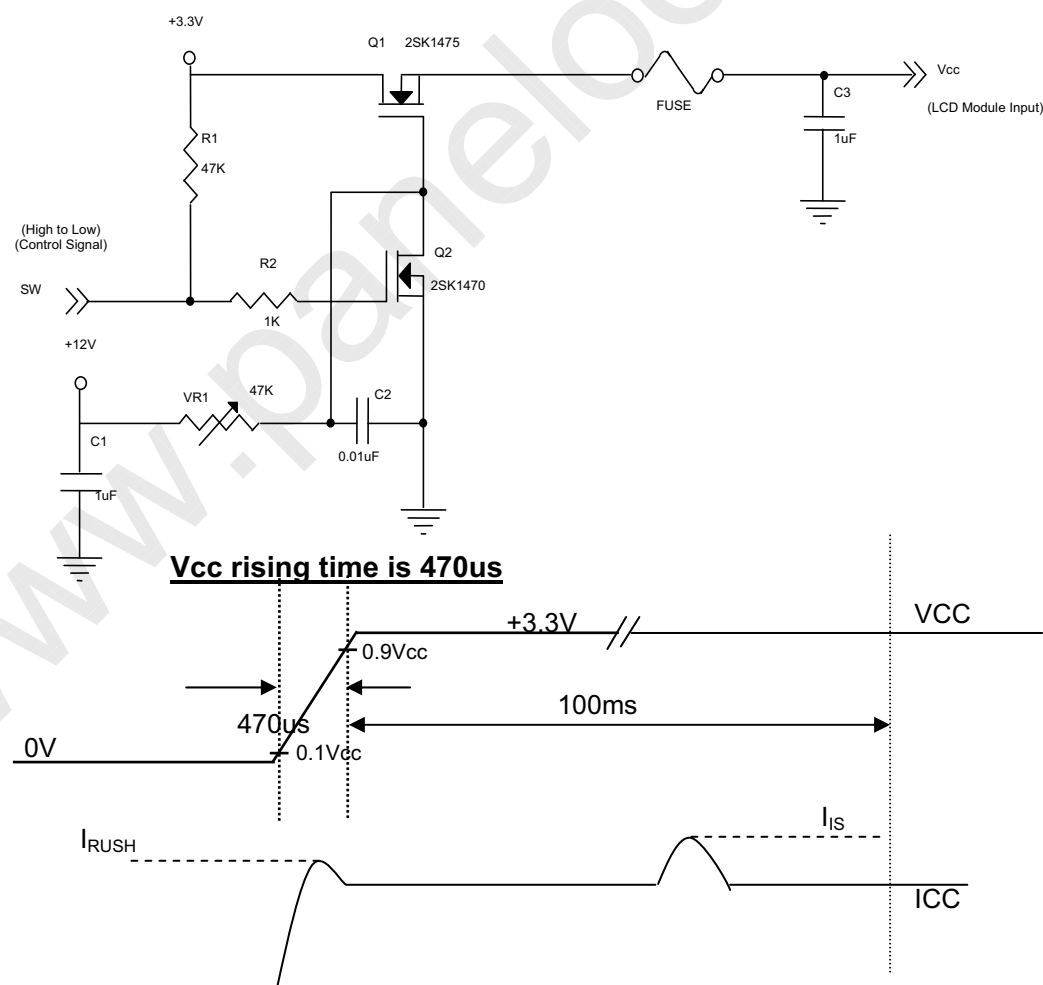 +3.3V
Q1 2SK1475
Vcc
FUSE
C3
(LCD Module Input)
1uF
R1
47K
(High to Low)
(Control Signal)
R2
Q2
SW
2SK1470
1K
+12V
VR1
47K
C2
C1
0.01uF
1uF
Vcc rising time is 470us
+3.3V
VCC
0.9Vcc
100ms
470us
0V
0.1Vcc
IRUSH
IIS
ICC
www.panelo